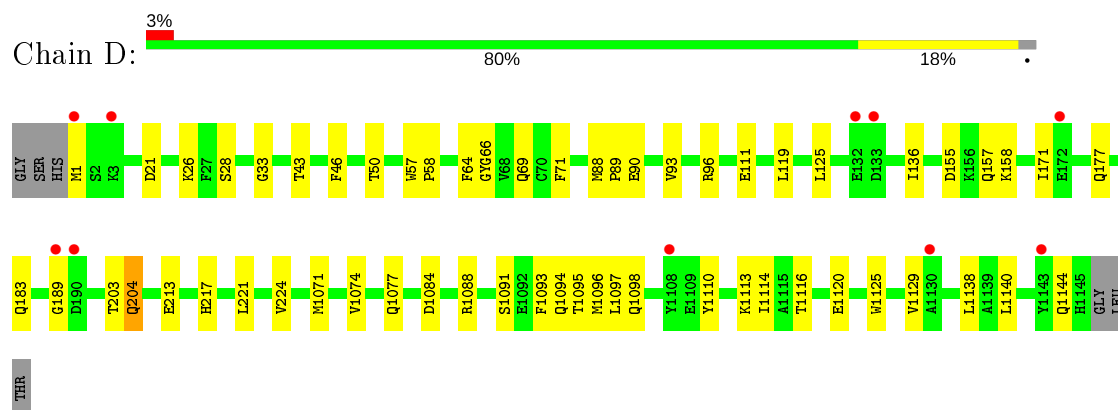 3%
Chain D:
80%
18%
•
GLY SER HIS M1 S2 K3 D21 K26 F27 S28 G33 T43 F46 T50 W57 P58 F64 GYG66 V68 Q69 C70 F71 M88 P89 E90 V93 R96 E111 L119 L125 E132 D133 I136 D155 K156 Q157 K158 I171 E172 Q177
Q183 G189 D190 T203 Q204 E213 H217 L221 V224 M1071 V1074 Q1077 D1084 R1088 S1091 E1092 F1093 Q1094 T1095 M1096 L1097 Q1098 Y1108 E1109 Y1110 K1113 I1114 A1115 T1116 E1120 W1125 V1129 A1130 L1138 A1139 L1140 Y1143 Q1144 H1145 GLY LEU
THR